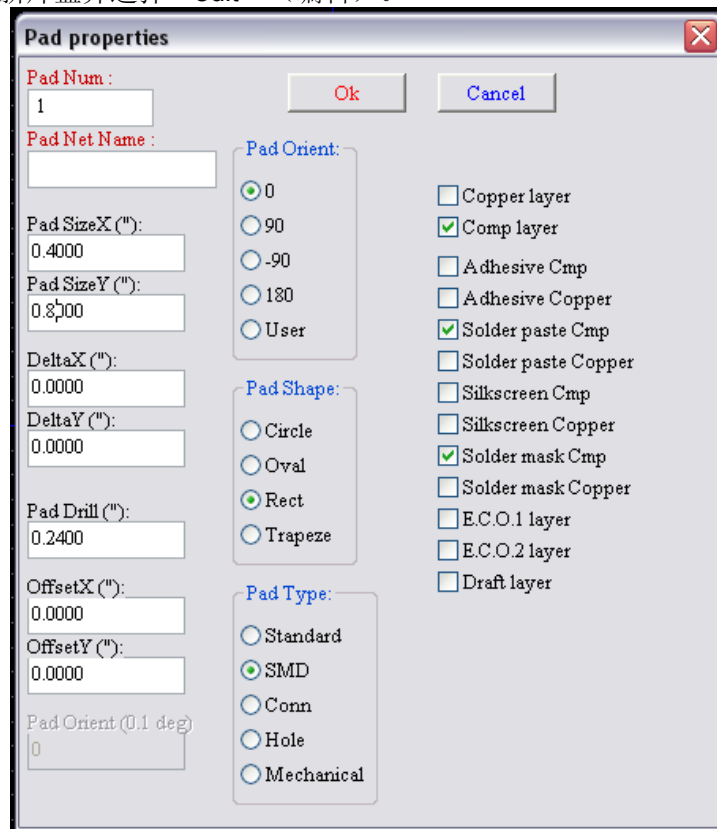 Pad properties
Pad Num :
1
Ok
Cancel
Pad Net Name :
Pad SizeX ("):
0.4000
Pad SizeY ("):
0.8000
DeltaX ("):
0.0000
DeltaY ("):
0.0000
Pad Drill ("):
0.2400
OffsetX ("):
0.0000
OffsetY ("):
0.0000
Pad Orient (0.1 deg)
0
Pad Orient:
0
90
-90
180
User
Pad Shape:
Circle
Oval
Rect
Trapeze
Pad Type:
Standard
SMD
Conn
Hole
Mechanical
Copper layer
Comp layer
Adhesive Cmp
Adhesive Copper
Solder paste Cmp
Solder paste Copper
Silkscreen Cmp
Silkscreen Copper
Solder mask Cmp
Solder mask Copper
E.C.O.1 layer
E.C.O.2 layer
Draft layer